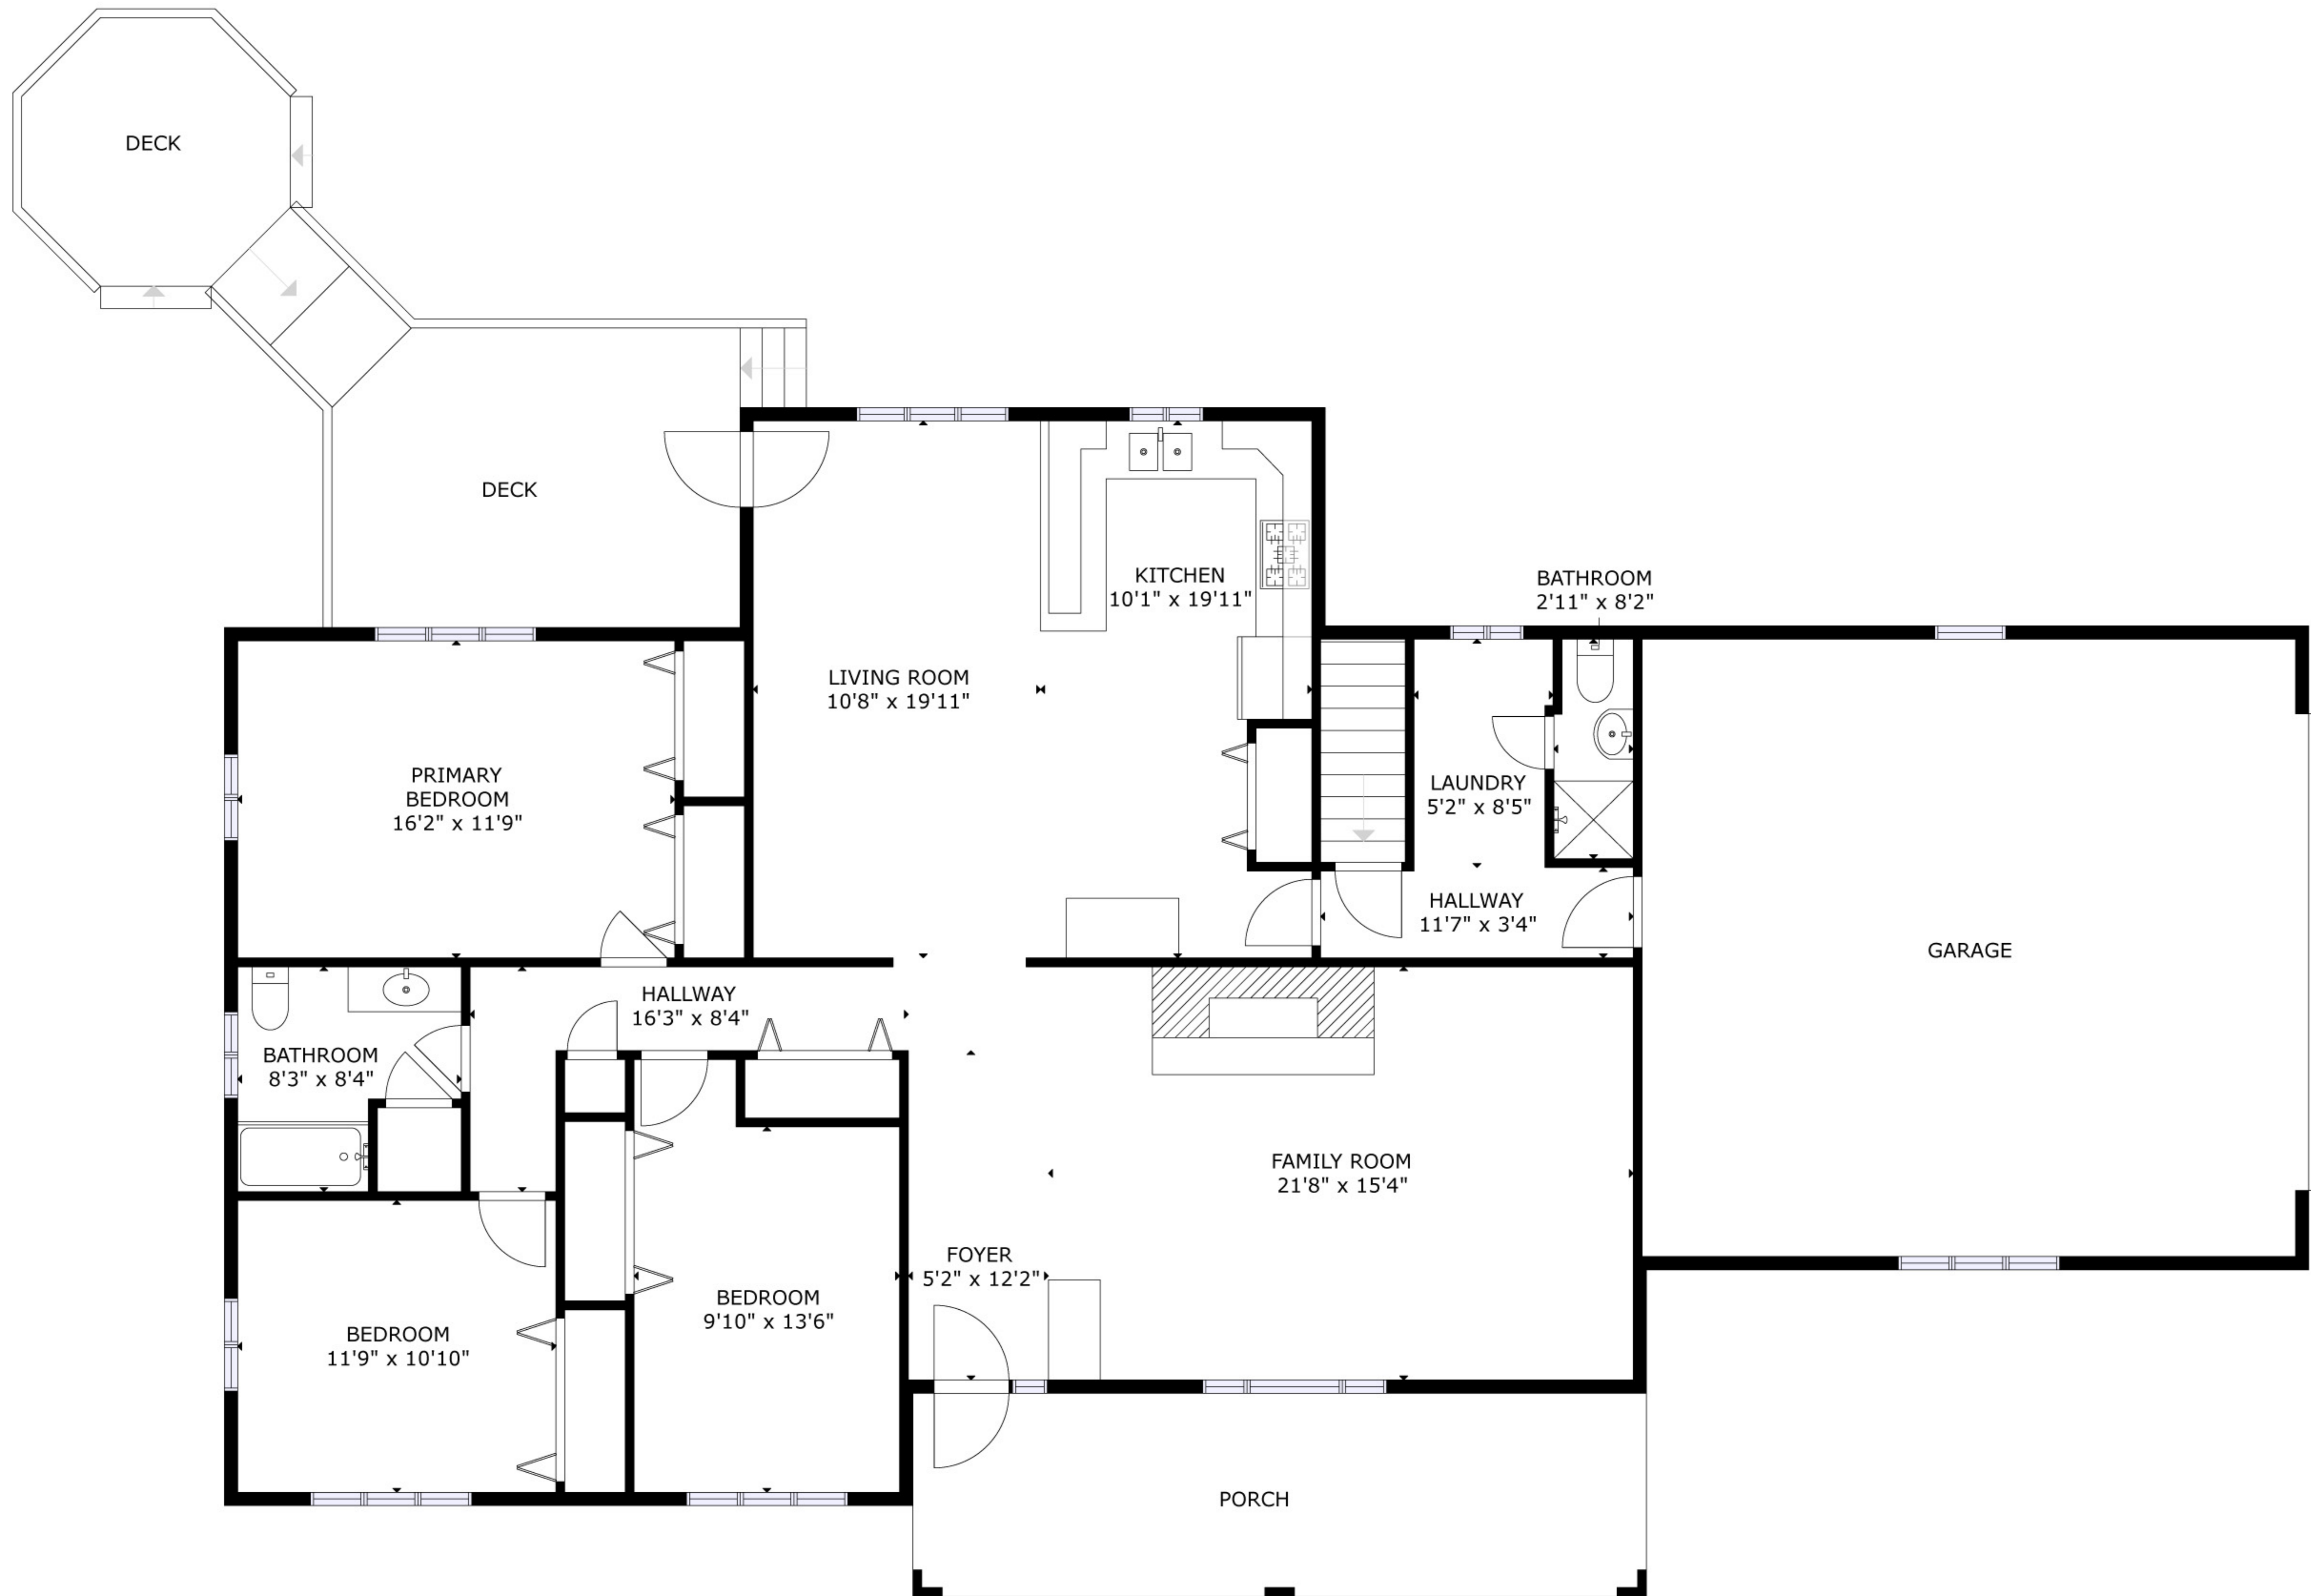 DECK
DECK
KITCHEN
10'1" x 19'11"
BATHROOM
2'11" x 8'2"
LIVING ROOM
10'8" x 19'11"
PRIMARY
BEDROOM
16'2" x 11'9"
LAUNDRY
5'2" x 8'5"
HALLWAY
11'7" x 3'4"
GARAGE
HALLWAY
16'3" x 8'4"
BATHROOM
8'3" x 8'4"
FAMILY ROOM
21'8" x 15'4"
FOYER
5'2" x 12'2"
BEDROOM
9'10" x 13'6"
BEDROOM
11'9" x 10'10"
PORCH